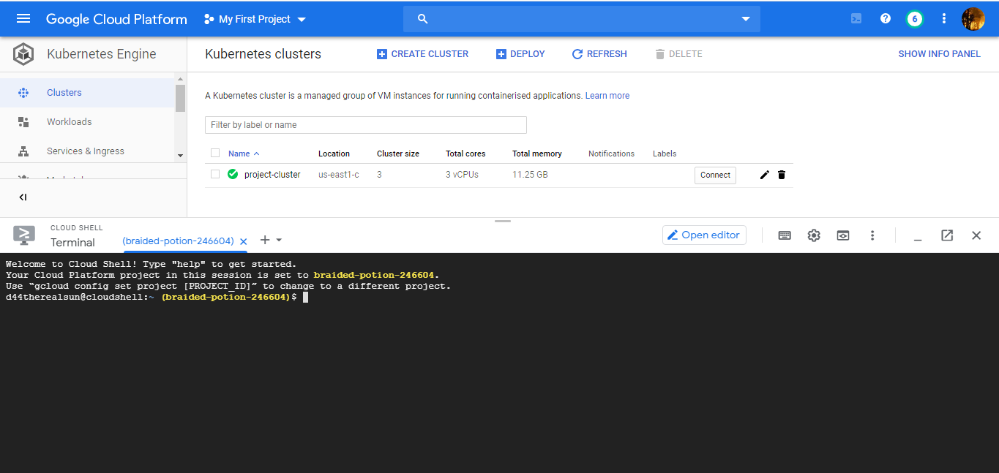 Google Cloud Platform
My First Project
6
Kubernetes Engine
Kubernetes clusters
CREATE CLUSTER
DEPLOY
REFRESH
DELETE
SHOW INFO PANEL
Clusters
Workloads
Services & Ingress
A Kubernetes cluster is a managed group of VM instances for running containerised applications. Learn more
Filter by label or name
Name Location Cluster size Total cores Total memory Notifications Labels
project-cluster us-east1-c 3 3 vCPUs 11.25 GB Connect
CLOUD SHELL
Terminal
(braided-potion-246604)
Open editor
Welcome to Cloud Shell! Type "help" to get started.
Your Cloud Platform project in this session is set to braided-potion-246604.
Use “gcloud config set project [PROJECT_ID]” to change to a different project.
d44therealsun@cloudshell:~ (braided-potion-246604)$